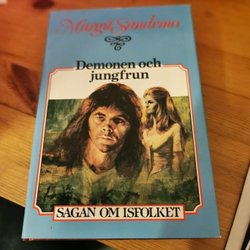 Margit Sandemo
Demonen och
jungfrun
SAGAN OM ISFOLKET